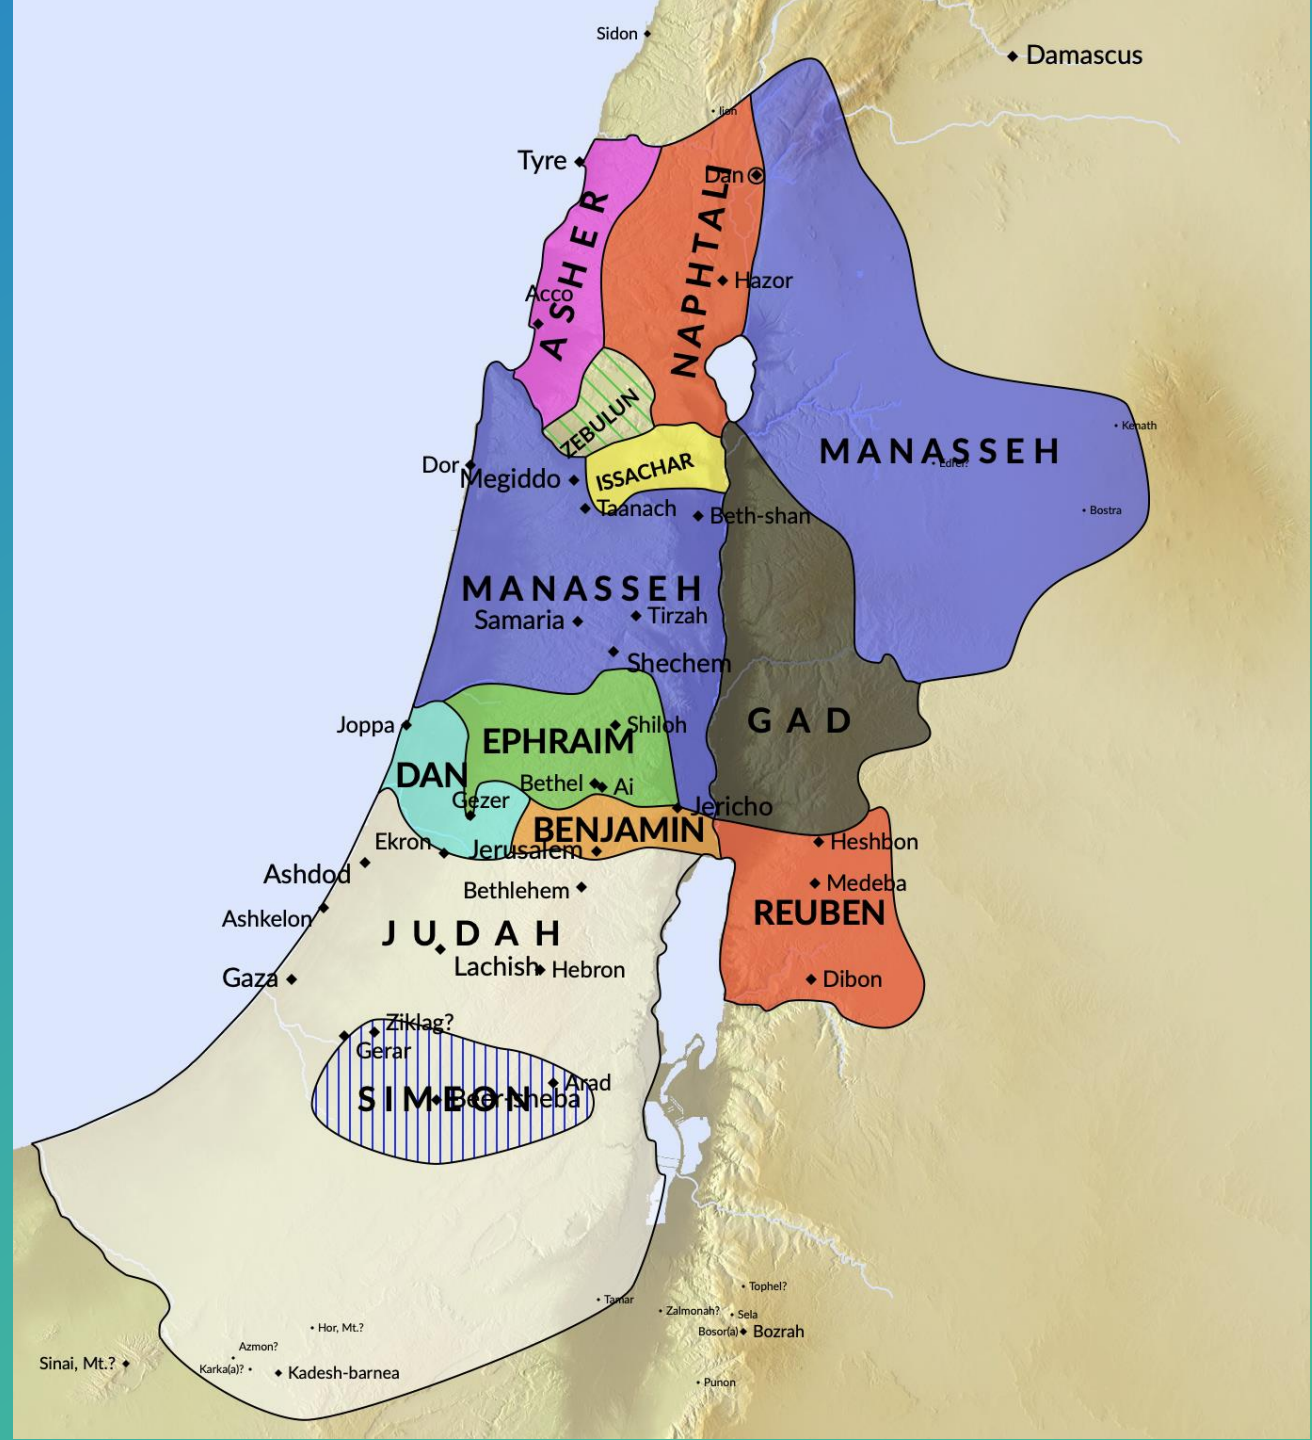 Sidon
Damascus
Ijon
Tyre
Dan
ASHER
NAPHTALI
Hazor
Acco
ZEBULUN
Kenath
MANASSEH
Edrei?
Dor
Megiddo
ISSACHAR
Taanach
Beth-shan
Bostra
MANASSEH
Samaria
Tirzah
Shechem
Joppa
EPHRAIM
Shiloh
GAD
DAN
Bethel
Ai
Gezer
Jericho
BENJAMIN
Ekron
Jerusalem
Heshbon
Ashdod
Bethlehem
Medeba
Ashkelon
JUDAH
REUBEN
Lachish
Hebron
Gaza
Dibon
Ziklag?
Gerar
Arad
SIMEON
Beer-sheba
Tophel?
Tamar
Zalmonah?
Sela
Hor, Mt.?
Bosor(a)
Bozrah
Azmon?
Sinai, Mt.?
Karka(a)?
Kadesh-barnea
Punon